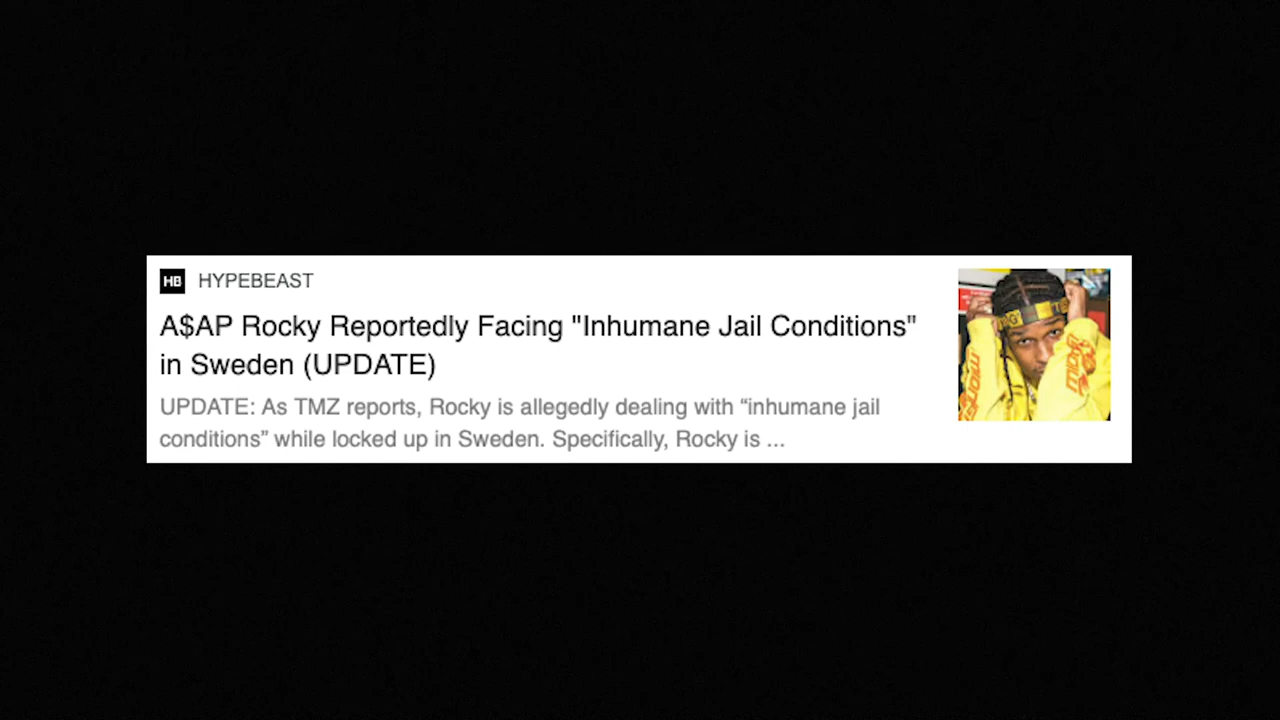 HB HYPEBEAST
A$AP Rocky Reportedly Facing "Inhumane Jail Conditions"
in Sweden (UPDATE)
UPDATE: As TMZ reports, Rocky is allegedly dealing with “inhumane jail
conditions” while locked up in Sweden. Specifically, Rocky is ...